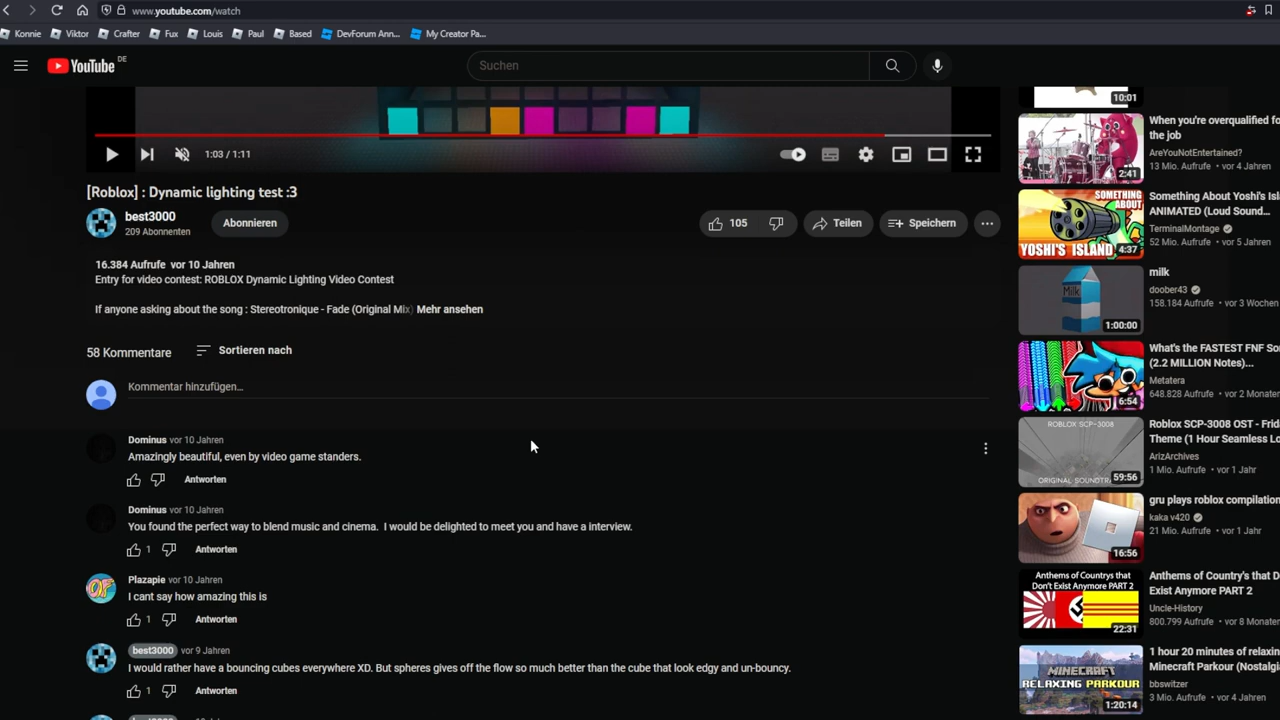 www.youtube.com/watch
Konnie Viktor Crafter Fux Louis Paul Based DevForum Ann... My Creator Pa...
YouTube DE
Suchen
1:03 / 1:11
[Roblox] : Dynamic lighting test :3
best3000
209 Abonnenten
Abonnieren
105
Teilen
Speichern
16.384 Aufrufe vor 10 Jahren
Entry for video contest: ROBLOX Dynamic Lighting Video Contest
If anyone asking about the song : Stereotronique - Fade (Original Mix) Mehr ansehen
58 Kommentare
Sortieren nach
Kommentar hinzufügen...
Dominus vor 10 Jahren
Amazingly beautiful, even by video game standers.
Antworten
Dominus vor 10 Jahren
You found the perfect way to blend music and cinema. I would be delighted to meet you and have a interview.
1 Antworten
Plazapie vor 10 Jahren
I cant say how amazing this is
1 Antworten
best3000 vor 9 Jahren
I would rather have a bouncing cubes everywhere XD. But spheres gives off the flow so much better than the cube that look edgy and un-bouncy.
1 Antworten
10:01
2:41
When you're overqualified fo
the job
AreYouNotEntertained?
13 Mio. Aufrufe • vor 4 Jahren
SOMETHING
ABOUT
YOSHI'S ISLAND
4:37
Something About Yoshi's Isl
ANIMATED (Loud Sound...
TerminalMontage
52 Mio. Aufrufe • vor 5 Jahren
Milk
1:00:00
milk
doober43
158.184 Aufrufe • vor 3 Wochen
6:54
What's the FASTEST FNF So
(2.2 MILLION Notes)...
Metatera
648.828 Aufrufe • vor 2 Monaten
ROBLOX SCP-3008
ORIGINAL SOUNDTRA
59:56
Roblox SCP-3008 OST - Frid
Theme (1 Hour Seamless Lo
ArizArchives
1 Mio. Aufrufe • vor 1 Jahr
16:56
gru plays roblox compilation
kaka v420
21 Mio. Aufrufe • vor 1 Jahr
Anthems of Countrys that
Don't Exist Anymore PART 2
22:31
Anthems of Country's that D
Exist Anymore PART 2
Uncle-History
800.799 Aufrufe • vor 8 Monaten
MINECRAFT
RELAXING PARKOUR
1:20:14
1 hour 20 minutes of relaxin
Minecraft Parkour (Nostalgia
bbswitzer
3 Mio. Aufrufe • vor 4 Jahren